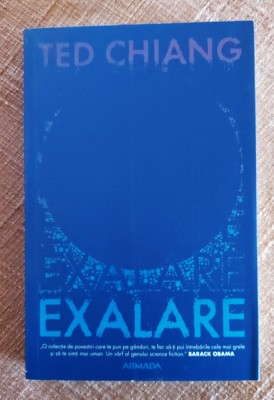 TED CHIANG
EXALARE
EXALARE
EXALARE
„O colecție de povestiri care te pun pe gânduri, te fac să-ți pui întrebările cele mai grele
și să te simți mai uman. Un vârf al genului science fiction.” BARACK OBAMA
ARMADA